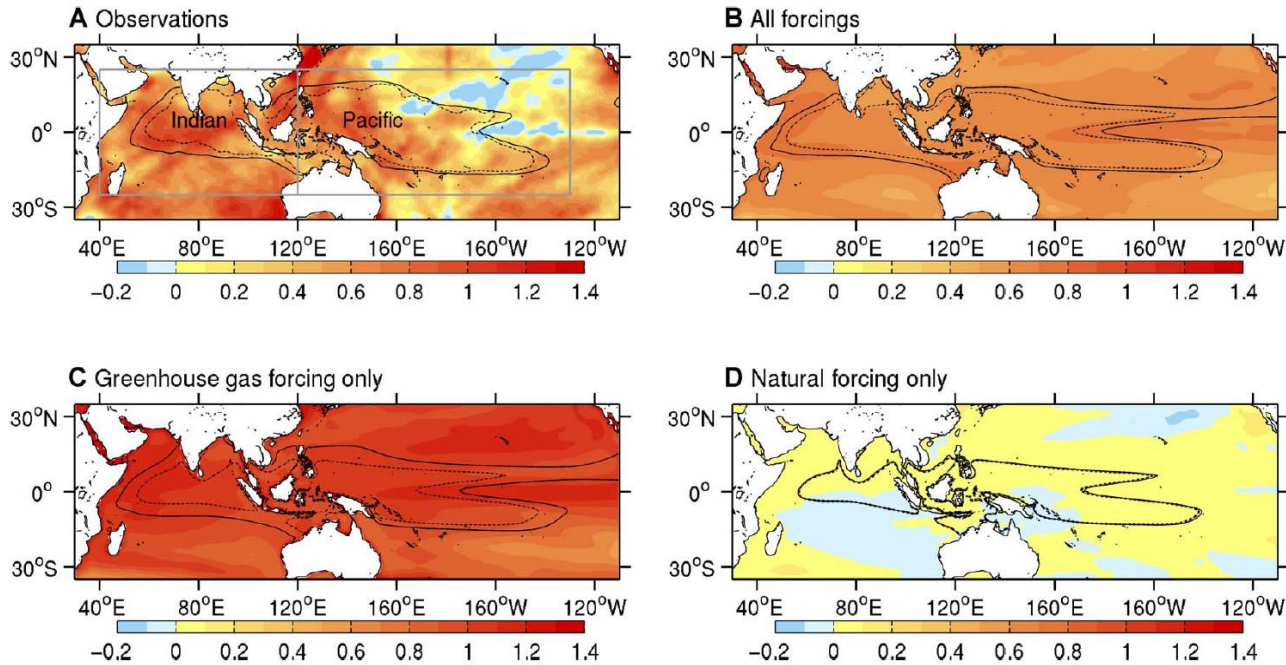 A Observations
B All forcings
30°N
0°
30°S
Indian
Pacific
30°N
0°
30°S
40°E 80°E 120°E 160°E 160°W 120°W
40°E 80°E 120°E 160°E 160°W 120°W
−0.2 0 0.2 0.4 0.6 0.8 1 1.2 1.4
−0.2 0 0.2 0.4 0.6 0.8 1 1.2 1.4
C Greenhouse gas forcing only
D Natural forcing only
30°N
0°
30°S
30°N
0°
30°S
40°E 80°E 120°E 160°E 160°W 120°W
40°E 80°E 120°E 160°E 160°W 120°W
−0.2 0 0.2 0.4 0.6 0.8 1 1.2 1.4
−0.2 0 0.2 0.4 0.6 0.8 1 1.2 1.4